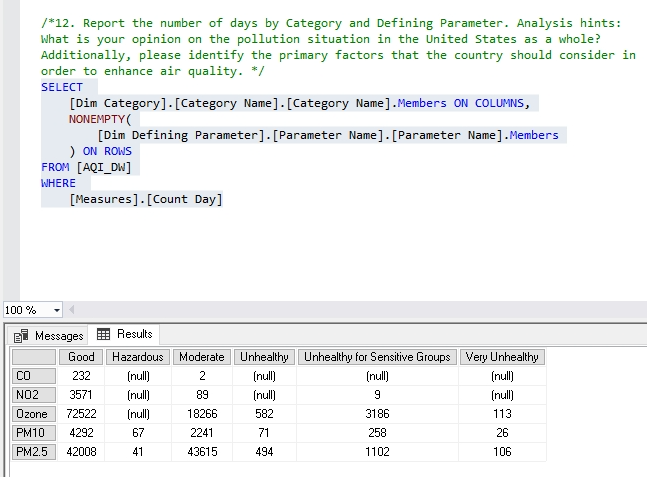 /*12. Report the number of days by Category and Defining Parameter. Analysis hints:
What is your opinion on the pollution situation in the United States as a whole?
Additionally, please identify the primary factors that the country should consider in
order to enhance air quality. */
SELECT
[Dim Category].[Category Name].[Category Name].Members ON COLUMNS,
NONEMPTY(
[Dim Defining Parameter].[Parameter Name].[Parameter Name].Members
) ON ROWS
FROM [AQI_DW]
WHERE
[Measures].[Count Day]
100 %
Messages Results
Good Hazardous Moderate Unhealthy Unhealthy for Sensitive Groups Very Unhealthy
CO 232 (null) 2 (null) (null) (null)
NO2 3571 (null) 89 (null) 9 (null)
Ozone 72522 (null) 18266 582 3186 113
PM10 4292 67 2241 71 258 26
PM2.5 42008 41 43615 494 1102 106